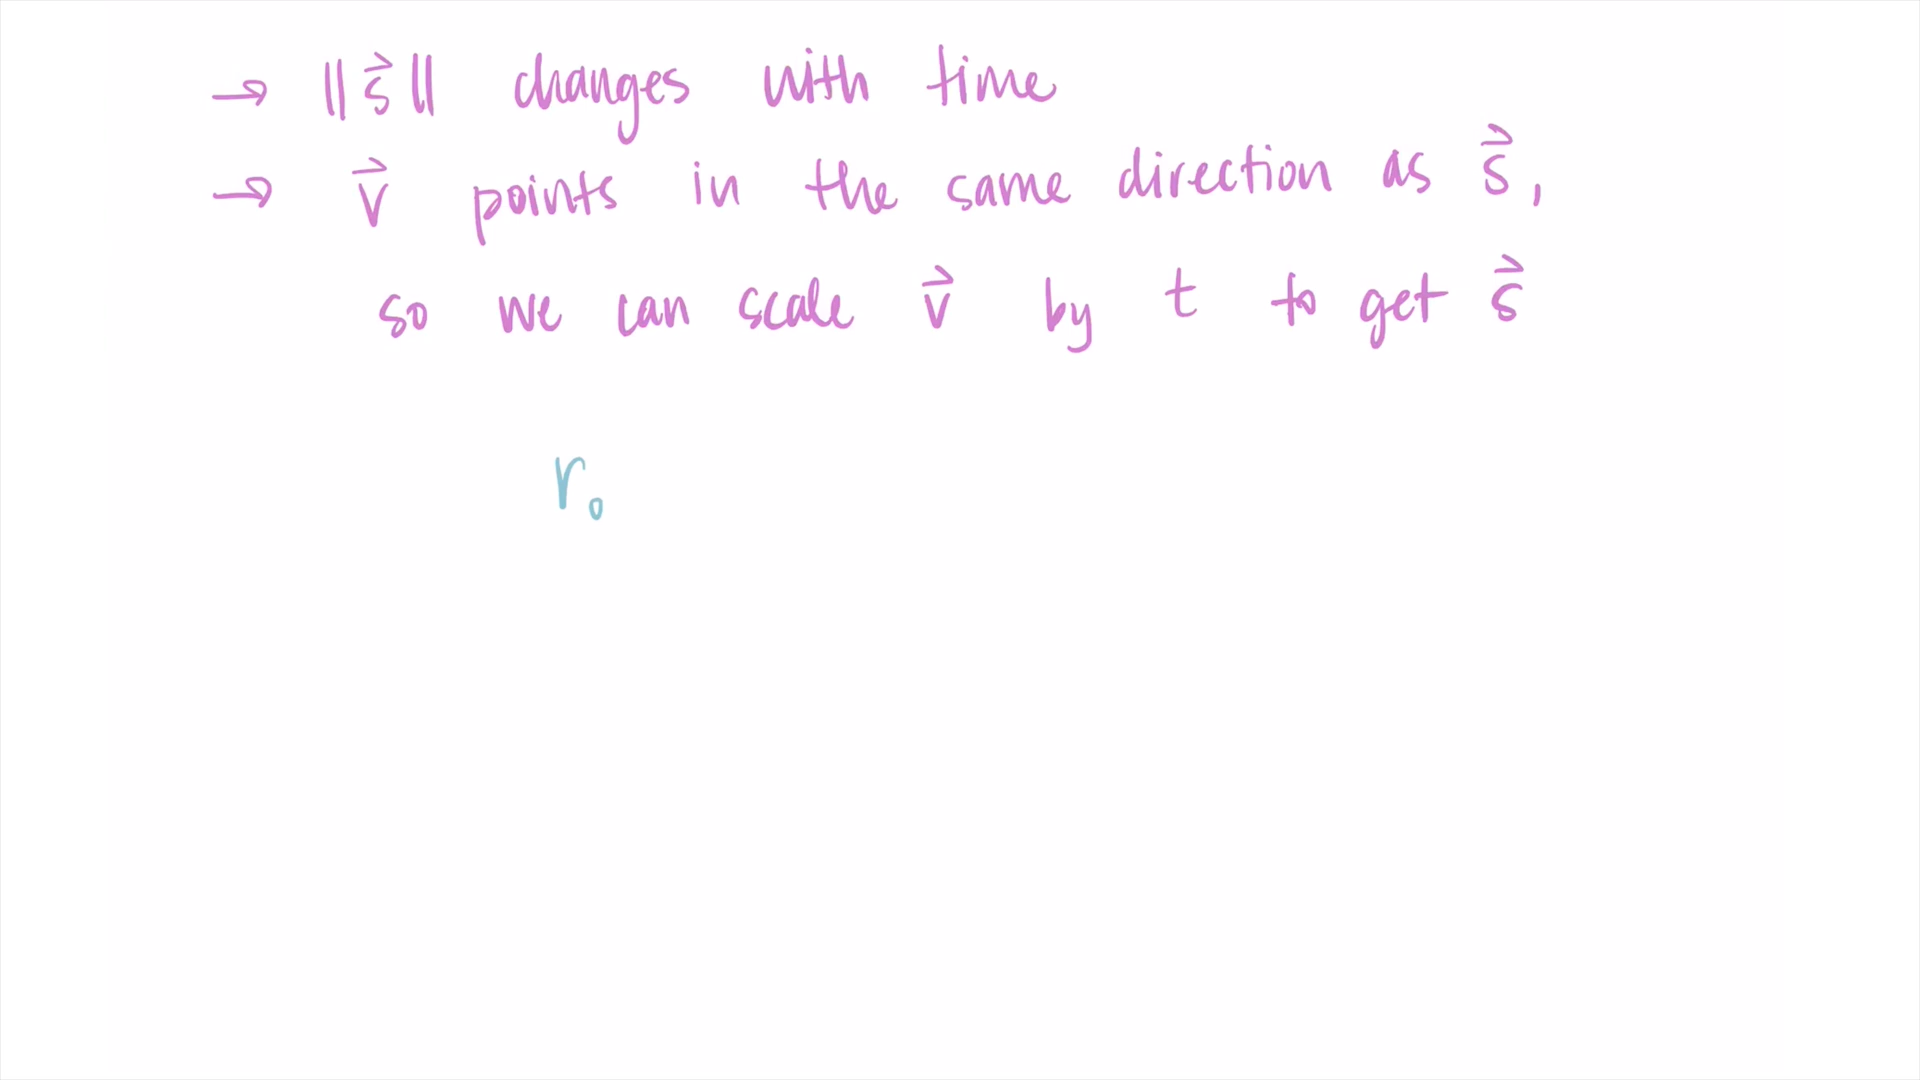 → ||s⃗|| changes with time
→ v⃗ points in the same direction as s⃗,
so we can scale v⃗ by t to get s⃗
r₀